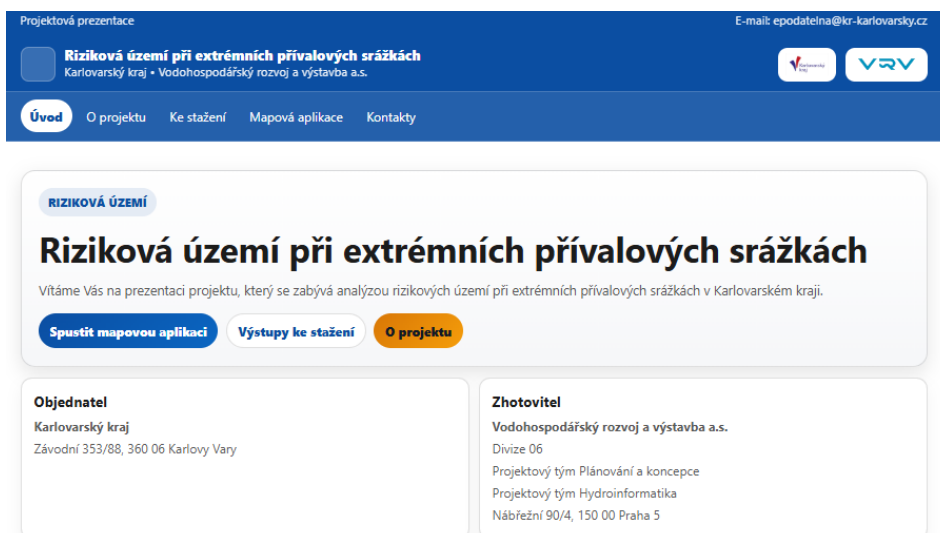 Projektová prezentace
E-mail: epodatelna@kr-karlovarsky.cz
Riziková území při extrémních přívalových srážkách
Karlovarský kraj • Vodohospodářský rozvoj a výstavba a.s.
Karlovarský kraj
VRV
Úvod
O projektu
Ke stažení
Mapová aplikace
Kontakty
RIZIKOVÁ ÚZEMÍ
Riziková území při extrémních přívalových srážkách
Vítáme Vás na prezentaci projektu, který se zabývá analýzou rizikových území při extrémních přívalových srážkách v Karlovarském kraji.
Spustit mapovou aplikaci
Výstupy ke stažení
O projektu
Objednatel
Karlovarský kraj
Závodní 353/88, 360 06 Karlovy Vary
Zhotovitel
Vodohospodářský rozvoj a výstavba a.s.
Divize 06
Projektový tým Plánování a koncepce
Projektový tým Hydroinformatika
Nábřežní 90/4, 150 00 Praha 5